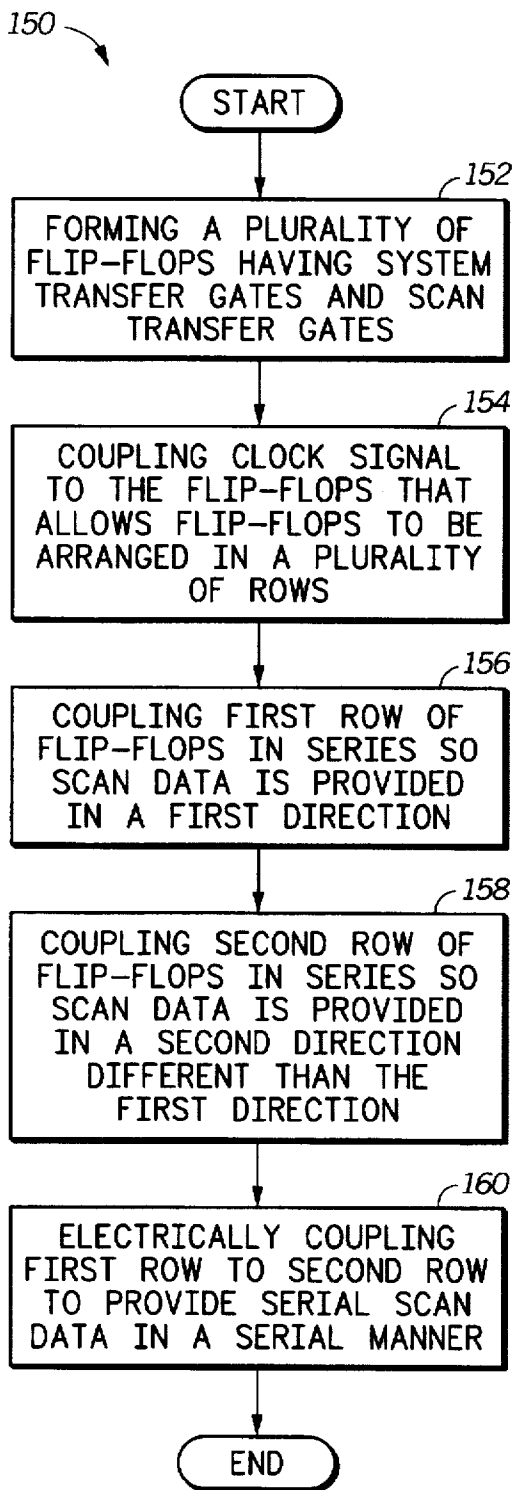 150
START
152
FORMING A PLURALITY OF
FLIP-FLOPS HAVING SYSTEM
TRANSFER GATES AND SCAN
TRANSFER GATES
154
COUPLING CLOCK SIGNAL
TO THE FLIP-FLOPS THAT
ALLOWS FLIP-FLOPS TO BE
ARRANGED IN A PLURALITY
OF ROWS
156
COUPLING FIRST ROW OF
FLIP-FLOPS IN SERIES SO
SCAN DATA IS PROVIDED
IN A FIRST DIRECTION
158
COUPLING SECOND ROW OF
FLIP-FLOPS IN SERIES SO
SCAN DATA IS PROVIDED
IN A SECOND DIRECTION
DIFFERENT THAN THE
FIRST DIRECTION
160
ELECTRICALLY COUPLING
FIRST ROW TO SECOND ROW
TO PROVIDE SERIAL SCAN
DATA IN A SERIAL MANNER
END